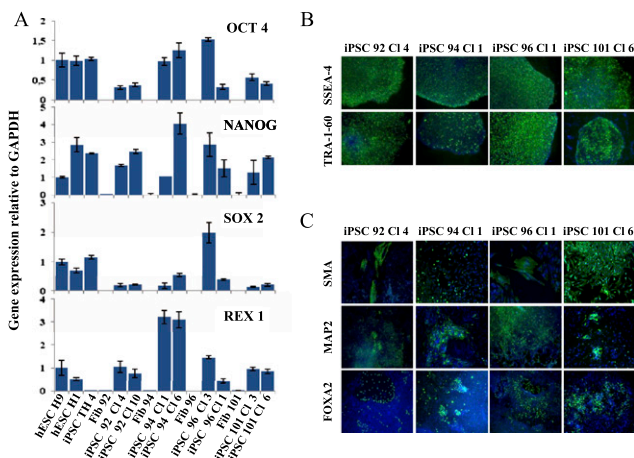 A
Gene expression relative to GAPDH
OCT 4
2
1,5
1
0,5
0
NANOG
5
4
3
2
1
0
SOX 2
3
2
1
0
REX 1
4
3
2
1
0
hESC H9
hESC H1
iPSC TH 4
Fib 92
iPSC 92 Cl 4
iPSC 92 Cl 10
Fib 94
iPSC 94 Cl 1
iPSC 94 Cl 6
Fib 96
iPSC 96 Cl 3
iPSC 96 Cl 1
Fib 101
iPSC 101 Cl 3
iPSC 101 Cl 6
B
iPSC 92 Cl 4 iPSC 94 Cl 1 iPSC 96 Cl 1 iPSC 101 Cl 6
SSEA-4
TRA-1-60
C
iPSC 92 Cl 4 iPSC 94 Cl 1 iPSC 96 Cl 1 iPSC 101 Cl 6
SMA
MAP2
FOXA2